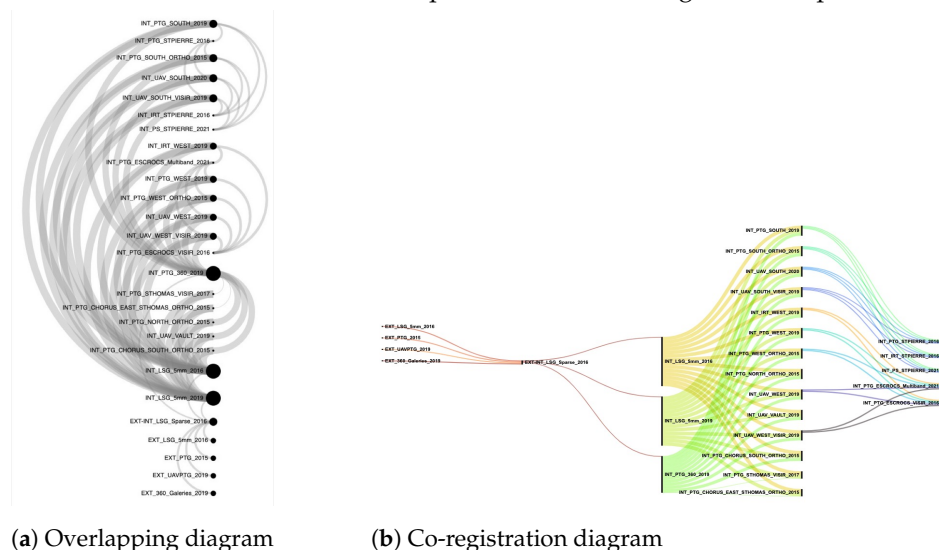 INT_PTG_SOUTH_2019
INT_PTG_STPIERRE_2016
INT_PTG_SOUTH_ORTHO_2015
INT_UAV_SOUTH_2020
INT_UAV_SOUTH_VISIR_2019
INT_IRT_STPIERRE_2016
INT_PS_STPIERRE_2021
INT_IRT_WEST_2019
INT_PTG_ESCROCS_Multiband_2021
INT_PTG_WEST_2019
INT_PTG_WEST_ORTHO_2015
INT_UAV_WEST_2019
INT_UAV_WEST_VISIR_2019
INT_PTG_ESCROCS_VISIR_2016
INT_PTG_360_2019
INT_PTG_STHOMAS_VISIR_2017
INT_PTG_CHORUS_EAST_STHOMAS_ORTHO_2015
INT_PTG_NORTH_ORTHO_2015
INT_UAV_VAULT_2019
INT_PTG_CHORUS_SOUTH_ORTHO_2015
INT_LSG_5mm_2016
INT_LSG_5mm_2019
EXT-INT_LSG_Sparse_2016
EXT_LSG_5mm_2016
EXT_PTG_2015
EXT_UAVPTG_2019
EXT_360_Galeries_2019
(a) Overlapping diagram
EXT_LSG_5mm_2016
EXT_PTG_2015
EXT_UAVPTG_2019
EXT_360_Galeries_2019
EXT-INT_LSG_Sparse_2016
INT_LSG_5mm_2016
INT_LSG_5mm_2019
INT_PTG_360_2019
INT_PTG_SOUTH_2019
INT_PTG_SOUTH_ORTHO_2015
INT_UAV_SOUTH_2020
INT_UAV_SOUTH_VISIR_2019
INT_IRT_WEST_2019
INT_PTG_WEST_2019
INT_PTG_WEST_ORTHO_2015
INT_PTG_NORTH_ORTHO_2015
INT_UAV_WEST_2019
INT_UAV_VAULT_2019
INT_UAV_WEST_VISIR_2019
INT_PTG_CHORUS_SOUTH_ORTHO_2015
INT_PTG_STHOMAS_VISIR_2017
INT_PTG_CHORUS_EAST_STHOMAS_ORTHO_2015
INT_PTG_STPIERRE_2016
INT_IRT_STPIERRE_2016
INT_PS_STPIERRE_2021
INT_PTG_ESCROCS_Multiband_2021
INT_PTG_ESCROCS_VISIR_2016
(b) Co-registration diagram